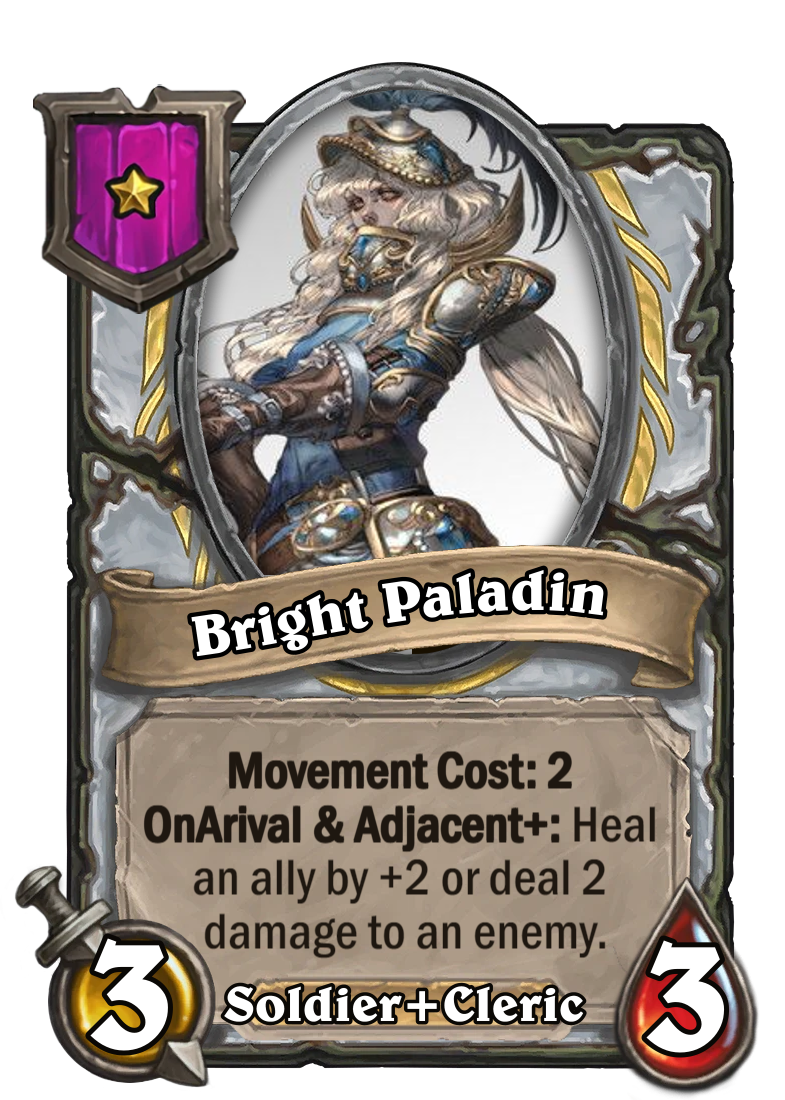 Bright Paladin
Movement Cost: 2
OnArival & Adjacent+: Heal
an ally by +2 or deal 2
damage to an enemy.
3
Soldier+Cleric
3